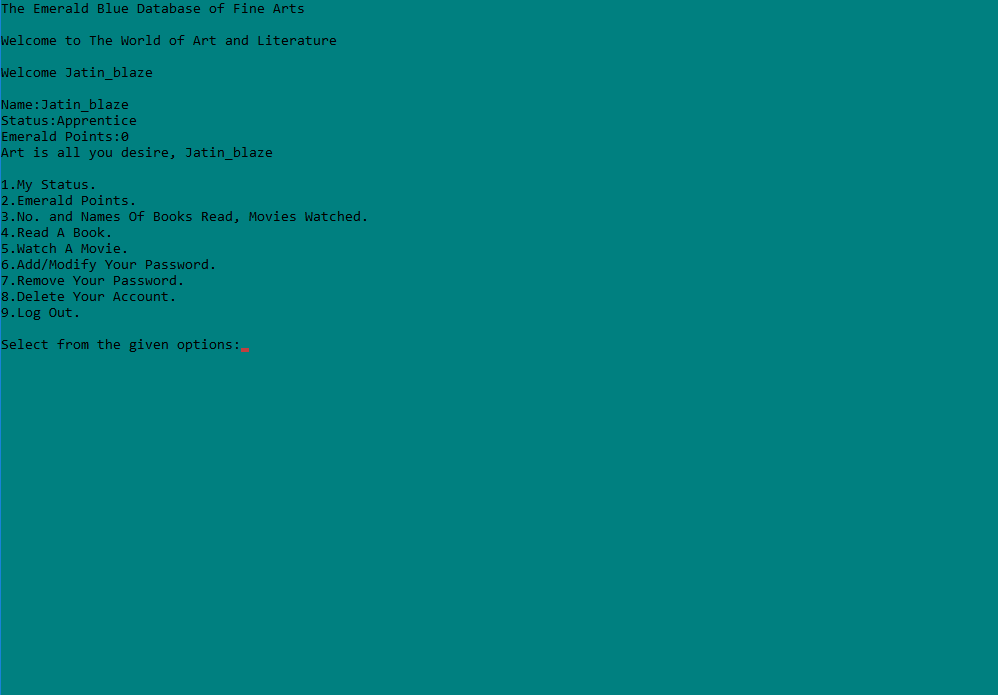 The Emerald Blue Database of Fine Arts
Welcome to The World of Art and Literature
Welcome Jatin_blaze
Name:Jatin_blaze
Status:Apprentice
Emerald Points:0
Art is all you desire, Jatin_blaze
1.My Status.
2.Emerald Points.
3.No. and Names Of Books Read, Movies Watched.
4.Read A Book.
5.Watch A Movie.
6.Add/Modify Your Password.
7.Remove Your Password.
8.Delete Your Account.
9.Log Out.
Select from the given options: